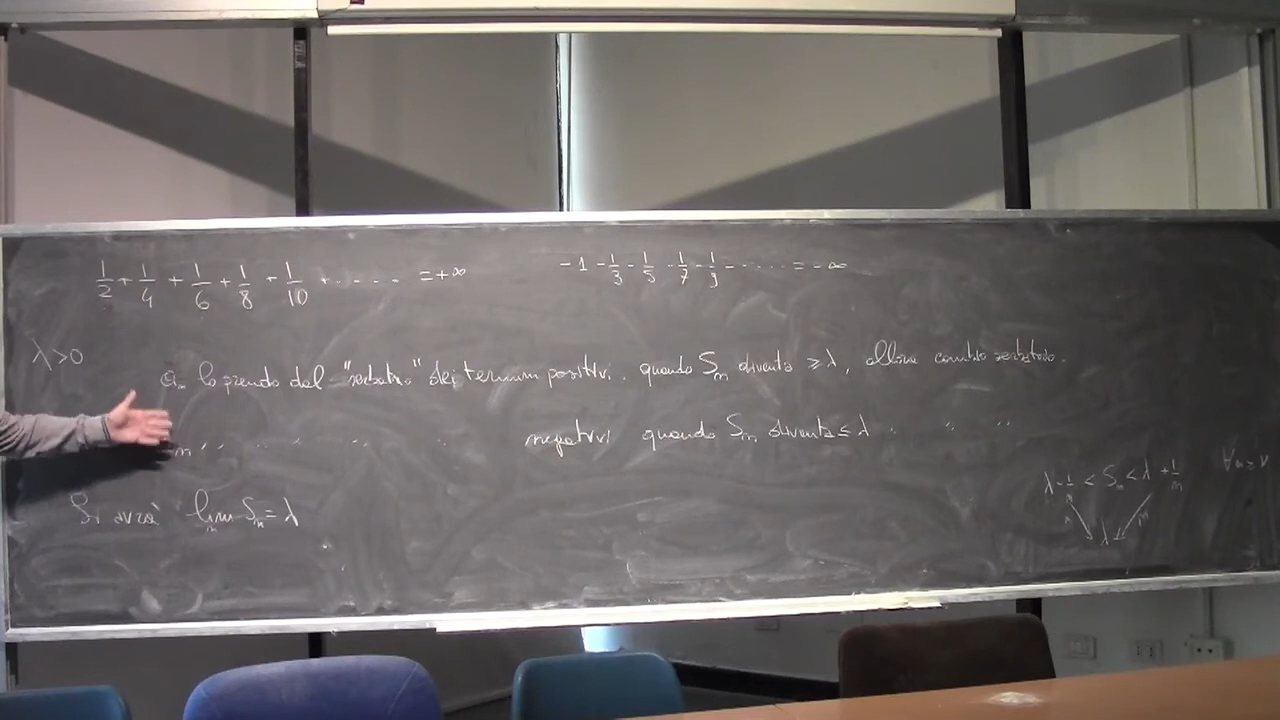 1/2 + 1/4 + 1/6 + 1/8 + 1/10 + ..... = +∞
-1 - 1/3 - 1/5 - 1/7 - 1/9 - ..... = -∞
λ > 0
a_n lo prendo dal "serbatoio" dei termini positivi, quando S_n diventa ≥ λ, allora cambio serbatoio.
negativi quando S_n diventa ≤ λ " " "
λ - 1/n < S_n < λ + 1/n ∀n ≥ ν
λ
Si avrà lim_n S_n = λ